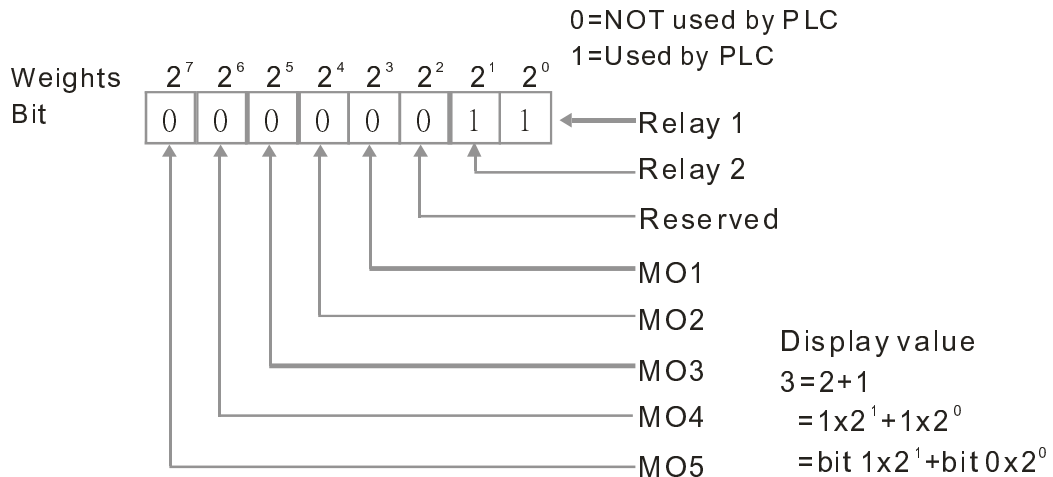 0=NOT used by PLC
1=Used by PLC
Weights 2⁷ 2⁶ 2⁵ 2⁴ 2³ 2² 2¹ 2⁰
Bit 0 0 0 0 0 0 1 1
Relay 1
Relay 2
Reserved
MO1
MO2
MO3
MO4
MO5
Display value
3=2+1
=1x2¹+1x2⁰
=bit 1x2¹+bit 0x2⁰